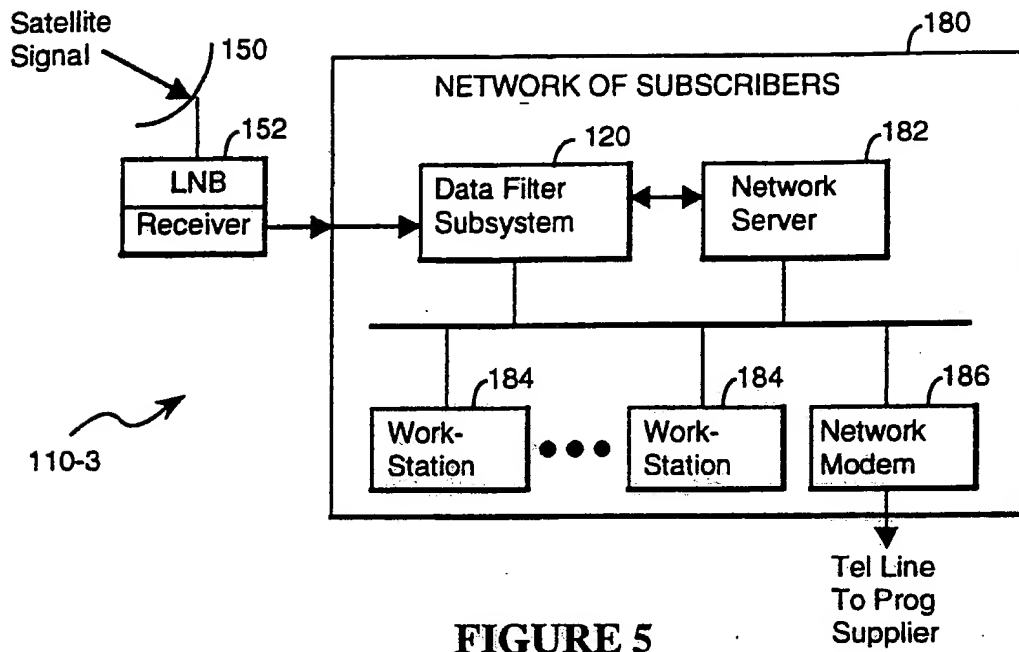 Satellite
Signal
150
180
NETWORK OF SUBSCRIBERS
152
120
182
LNB
Receiver
Data Filter
Subsystem
Network
Server
184
184
186
Work-
Station
Work-
Station
Network
Modem
110-3
Tel Line
To Prog
Supplier
FIGURE 5